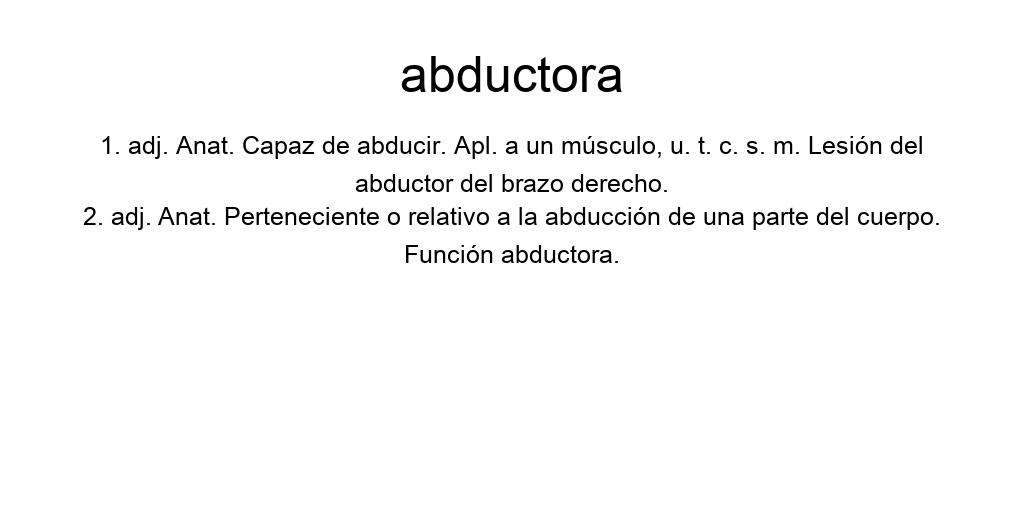 abductora
1. adj. Anat. Capaz de abducir. Apl. a un músculo, u. t. c. s. m. Lesión del
abductor del brazo derecho.
2. adj. Anat. Perteneciente o relativo a la abducción de una parte del cuerpo.
Función abductora.